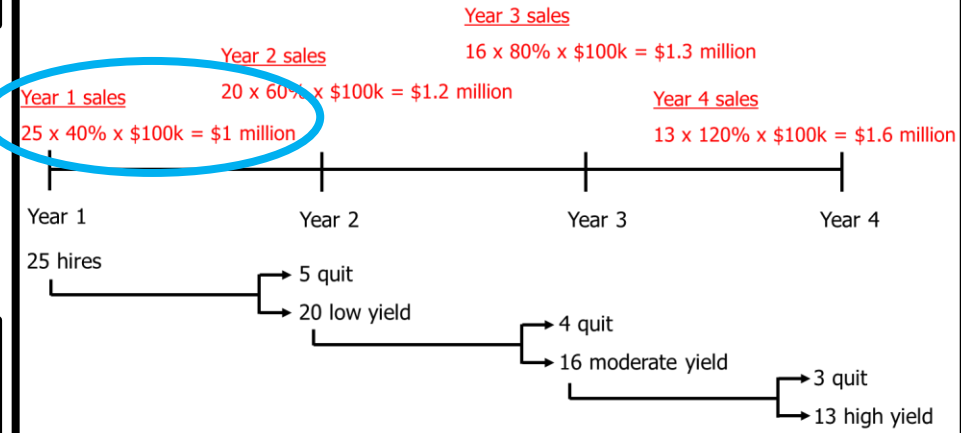 Year 3 sales
16 x 80% x $100k = $1.3 million
Year 2 sales
20 x 60% x $100k = $1.2 million
Year 1 sales
25 x 40% x $100k = $1 million
Year 4 sales
13 x 120% x $100k = $1.6 million
Year 1
Year 2
Year 3
Year 4
25 hires
5 quit
20 low yield
4 quit
16 moderate yield
3 quit
13 high yield